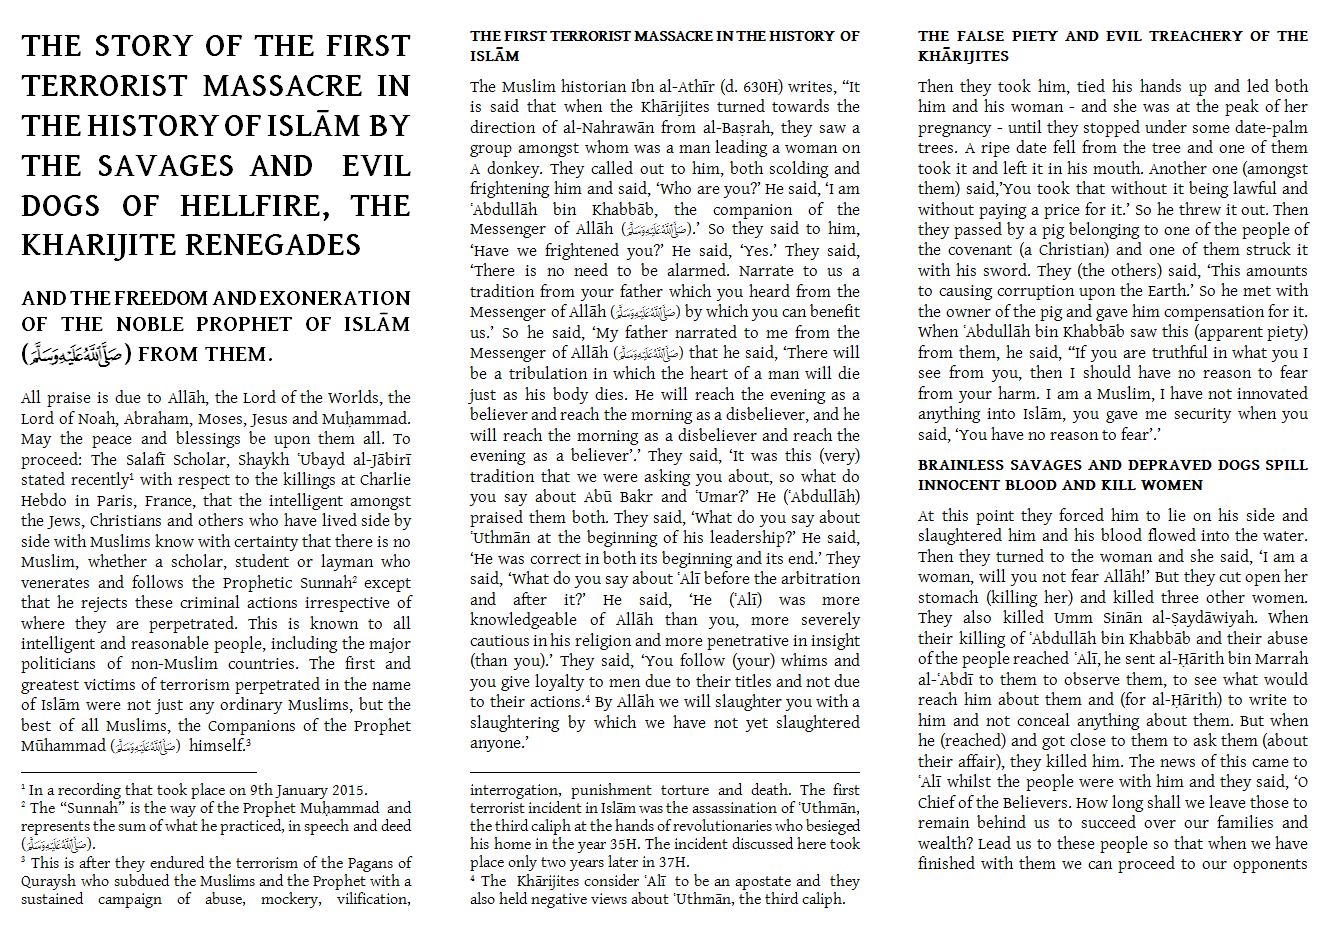 THE STORY OF THE FIRST
TERRORIST MASSACRE IN
THE HISTORY OF ISLĀM BY
THE SAVAGES AND EVIL
DOGS OF HELLFIRE, THE
KHARIJITE RENEGADES
AND THE FREEDOM AND EXONERATION
OF THE NOBLE PROPHET OF ISLĀM
(ﷺ) FROM THEM.
All praise is due to Allāh, the Lord of the Worlds, the
Lord of Noah, Abraham, Moses, Jesus and Muḥammad.
May the peace and blessings be upon them all. To
proceed: The Salafī Scholar, Shaykh ʿUbayd al-Jābirī
stated recently¹ with respect to the killings at Charlie
Hebdo in Paris, France, that the intelligent amongst
the Jews, Christians and others who have lived side by
side with Muslims know with certainty that there is no
Muslim, whether a scholar, student or layman who
venerates and follows the Prophetic Sunnah² except
that he rejects these criminal actions irrespective of
where they are perpetrated. This is known to all
intelligent and reasonable people, including the major
politicians of non-Muslim countries. The first and
greatest victims of terrorism perpetrated in the name
of Islām were not just any ordinary Muslims, but the
best of all Muslims, the Companions of the Prophet
Mūhammad (ﷺ) himself.³
¹ In a recording that took place on 9th January 2015.
² The “Sunnah” is the way of the Prophet Muḥammad and
represents the sum of what he practiced, in speech and deed
(ﷺ).
³ This is after they endured the terrorism of the Pagans of
Quraysh who subdued the Muslims and the Prophet with a
sustained campaign of abuse, mockery, vilification,
THE FIRST TERRORIST MASSACRE IN THE HISTORY OF
ISLĀM
The Muslim historian Ibn al-Athīr (d. 630H) writes, “It
is said that when the Khārijites turned towards the
direction of al-Nahrawān from al-Baṣrah, they saw a
group amongst whom was a man leading a woman on
A donkey. They called out to him, both scolding and
frightening him and said, ‘Who are you?’ He said, ‘I am
ʿAbdullāh bin Khabbāb, the companion of the
Messenger of Allāh (ﷺ).’ So they said to him,
‘Have we frightened you?’ He said, ‘Yes.’ They said,
‘There is no need to be alarmed. Narrate to us a
tradition from your father which you heard from the
Messenger of Allāh (ﷺ) by which you can benefit
us.’ So he said, ‘My father narrated to me from the
Messenger of Allāh (ﷺ) that he said, ‘There will
be a tribulation in which the heart of a man will die
just as his body dies. He will reach the evening as a
believer and reach the morning as a disbeliever, and he
will reach the morning as a disbeliever and reach the
evening as a believer’.’ They said, ‘It was this (very)
tradition that we were asking you about, so what do
you say about Abū Bakr and ʿUmar?’ He (ʿAbdullāh)
praised them both. They said, ‘What do you say about
ʿUthmān at the beginning of his leadership?’ He said,
‘He was correct in both its beginning and its end.’ They
said, ‘What do you say about ʿAlī before the arbitration
and after it?’ He said, ‘He (ʿAlī) was more
knowledgeable of Allāh than you, more severely
cautious in his religion and more penetrative in insight
(than you).’ They said, ‘You follow (your) whims and
you give loyalty to men due to their titles and not due
to their actions.⁴ By Allāh we will slaughter you with a
slaughtering by which we have not yet slaughtered
anyone.’
interrogation, punishment torture and death. The first
terrorist incident in Islām was the assassination of ʿUthmān,
the third caliph at the hands of revolutionaries who besieged
his home in the year 35H. The incident discussed here took
place only two years later in 37H.
⁴ The Khārijites consider ʿAlī to be an apostate and they
also held negative views about ʿUthmān, the third caliph.
THE FALSE PIETY AND EVIL TREACHERY OF THE
KHĀRIJITES
Then they took him, tied his hands up and led both
him and his woman - and she was at the peak of her
pregnancy - until they stopped under some date-palm
trees. A ripe date fell from the tree and one of them
took it and left it in his mouth. Another one (amongst
them) said,’You took that without it being lawful and
without paying a price for it.’ So he threw it out. Then
they passed by a pig belonging to one of the people of
the covenant (a Christian) and one of them struck it
with his sword. They (the others) said, ‘This amounts
to causing corruption upon the Earth.’ So he met with
the owner of the pig and gave him compensation for it.
When ʿAbdullāh bin Khabbāb saw this (apparent piety)
from them, he said, “If you are truthful in what you I
see from you, then I should have no reason to fear
from your harm. I am a Muslim, I have not innovated
anything into Islām, you gave me security when you
said, ‘You have no reason to fear’.’
BRAINLESS SAVAGES AND DEPRAVED DOGS SPILL
INNOCENT BLOOD AND KILL WOMEN
At this point they forced him to lie on his side and
slaughtered him and his blood flowed into the water.
Then they turned to the woman and she said, ‘I am a
woman, will you not fear Allāh!’ But they cut open her
stomach (killing her) and killed three other women.
They also killed Umm Sinān al-Ṣaydāwiyah. When
their killing of ʿAbdullāh bin Khabbāb and their abuse
of the people reached ʿAlī, he sent al-Ḥārith bin Marrah
al-ʿAbdī to them to observe them, to see what would
reach him about them and (for al-Ḥārith) to write to
him and not conceal anything about them. But when
he (reached) and got close to them to ask them (about
their affair), they killed him. The news of this came to
ʿAlī whilst the people were with him and they said, ‘O
Chief of the Believers. How long shall we leave those to
remain behind us to succeed over our families and
wealth? Lead us to these people so that when we have
finished with them we can proceed to our opponents